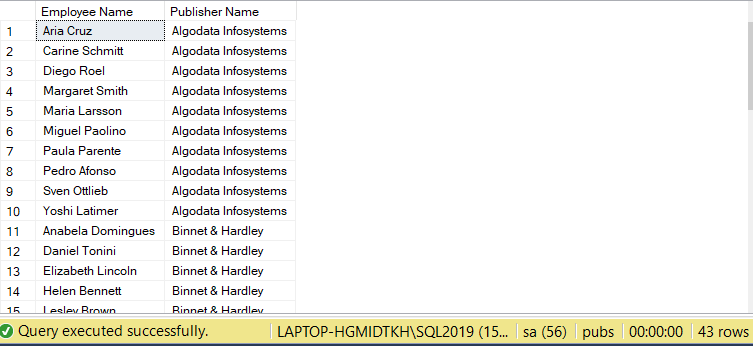 Employee Name Publisher Name
1 Aria Cruz Algodata Infosystems
2 Carine Schmitt Algodata Infosystems
3 Diego Roel Algodata Infosystems
4 Margaret Smith Algodata Infosystems
5 Maria Larsson Algodata Infosystems
6 Miguel Paolino Algodata Infosystems
7 Paula Parente Algodata Infosystems
8 Pedro Afonso Algodata Infosystems
9 Sven Ottlieb Algodata Infosystems
10 Yoshi Latimer Algodata Infosystems
11 Anabela Domingues Binnet & Hardley
12 Daniel Tonini Binnet & Hardley
13 Elizabeth Lincoln Binnet & Hardley
14 Helen Bennett Binnet & Hardley
15 Lesley Brown Binnet & Hardley
Query executed successfully. LAPTOP-HGMIDTKH\SQL2019 (15... sa (56) pubs 00:00:00 43 rows